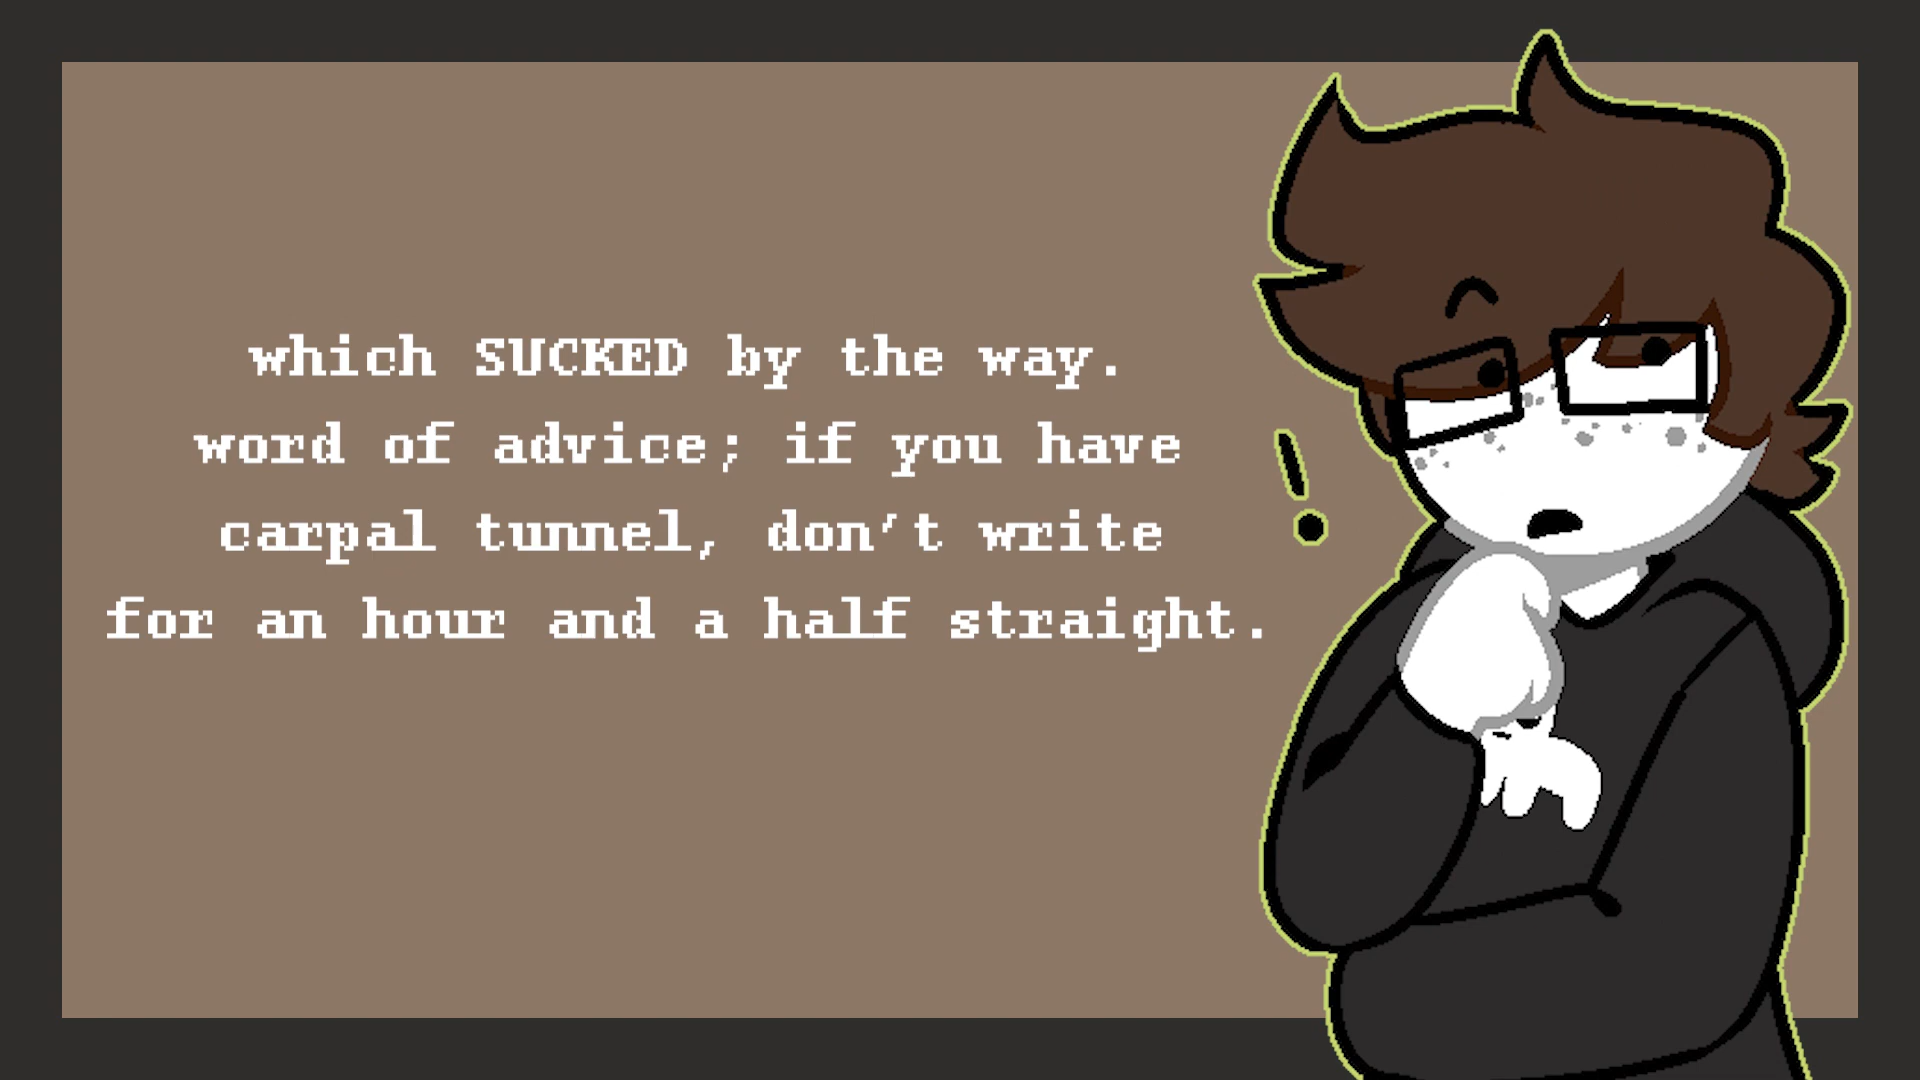 which SUCKED by the way.
word of advice; if you have
carpal tunnel, don't write
for an hour and a half straight.
!